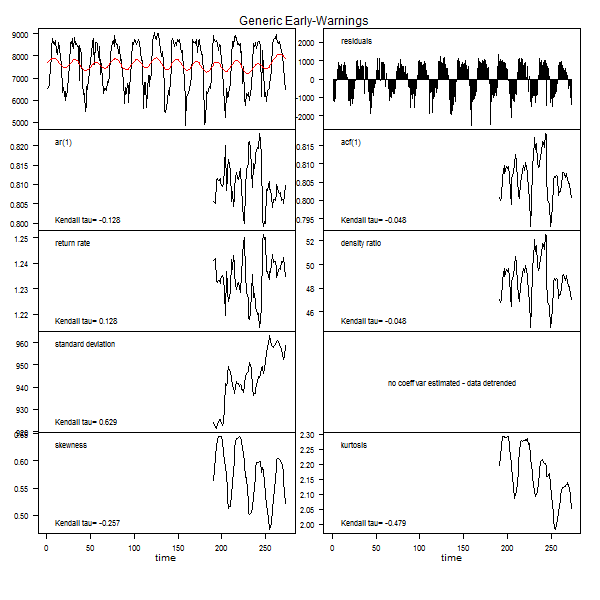 Generic Early-Warnings
9000
8000
7000
6000
5000
residuals
2000
1000
0
-1000
-2000
ar(1)
0.820
0.815
0.810
0.805
0.800
Kendall tau= -0.128
acf(1)
0.815
0.810
0.805
0.800
0.795
Kendall tau= -0.048
return rate
1.25
1.24
1.23
1.22
Kendall tau= 0.128
density ratio
52
50
48
46
Kendall tau= -0.048
standard deviation
960
950
940
930
920
Kendall tau= 0.629
no coeff var estimated - data detrended
skewness
0.65
0.60
0.55
0.50
Kendall tau= -0.257
kurtosis
2.30
2.25
2.20
2.15
2.10
2.05
2.00
Kendall tau= -0.479
0 50 100 150 200 250
time
0 50 100 150 200 250
time